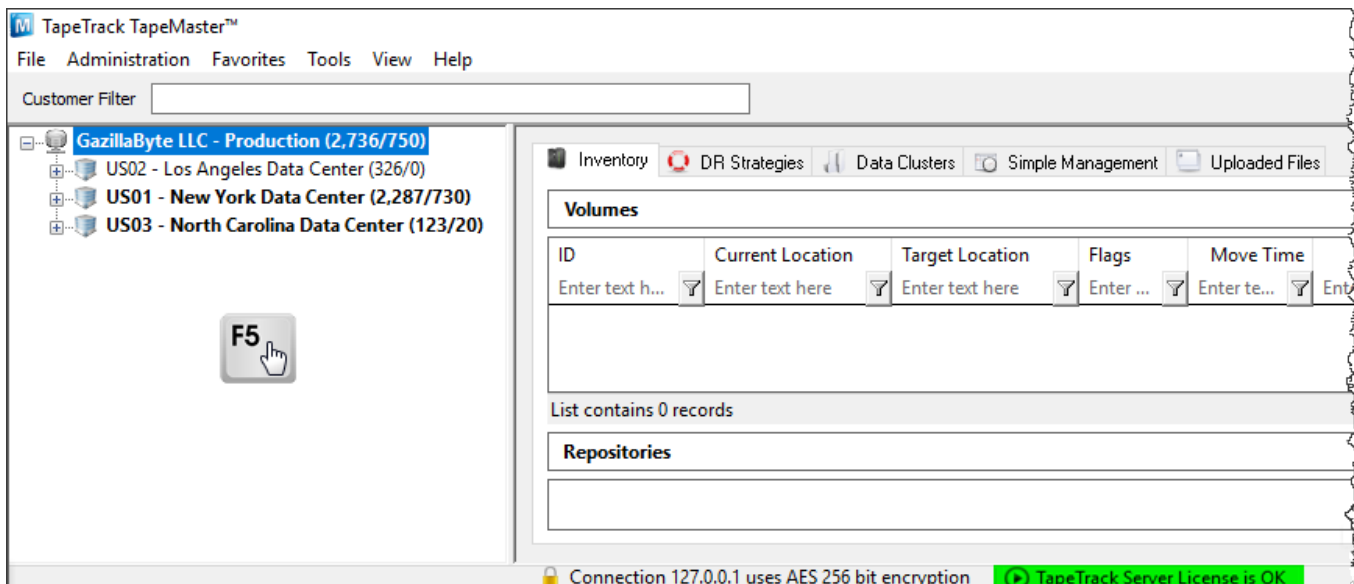 TapeTrack TapeMaster™
File Administration Favorites Tools View Help
Customer Filter
GazillaByte LLC - Production (2,736/750)
US02 - Los Angeles Data Center (326/0)
US01 - New York Data Center (2,287/730)
US03 - North Carolina Data Center (123/20)
F5
Inventory DR Strategies Data Clusters Simple Management Uploaded Files
Volumes
ID Current Location Target Location Flags Move Time
Enter text h... Enter text here Enter text here Enter ... Enter te... Ent
List contains 0 records
Repositories
Connection 127.0.0.1 uses AES 256 bit encryption TapeTrack Server License is OK